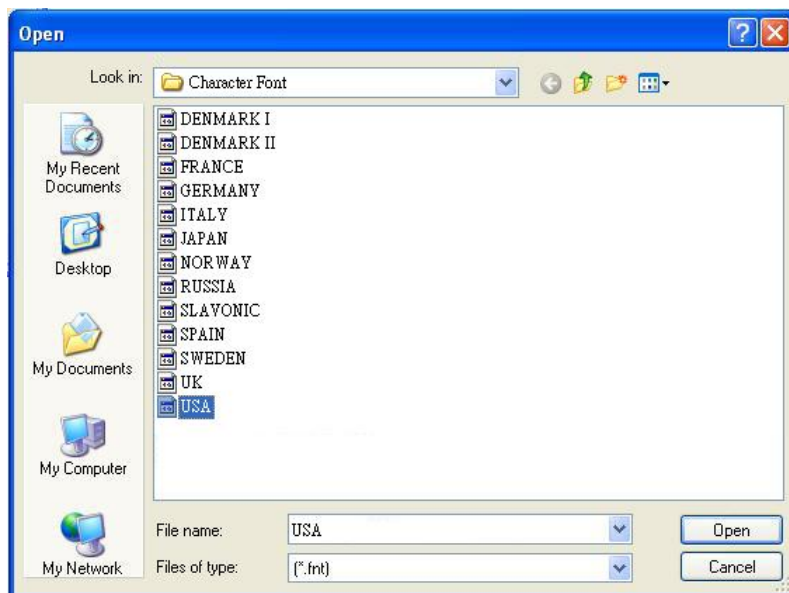 Open
Look in:
Character Font
My Recent
Documents
Desktop
My Documents
My Computer
My Network
DENMARK I
DENMARK II
FRANCE
GERMANY
ITALY
JAPAN
NORWAY
RUSSIA
SLAVONIC
SPAIN
SWEDEN
UK
USA
File name:
USA
Open
Files of type:
(*.fnt)
Cancel